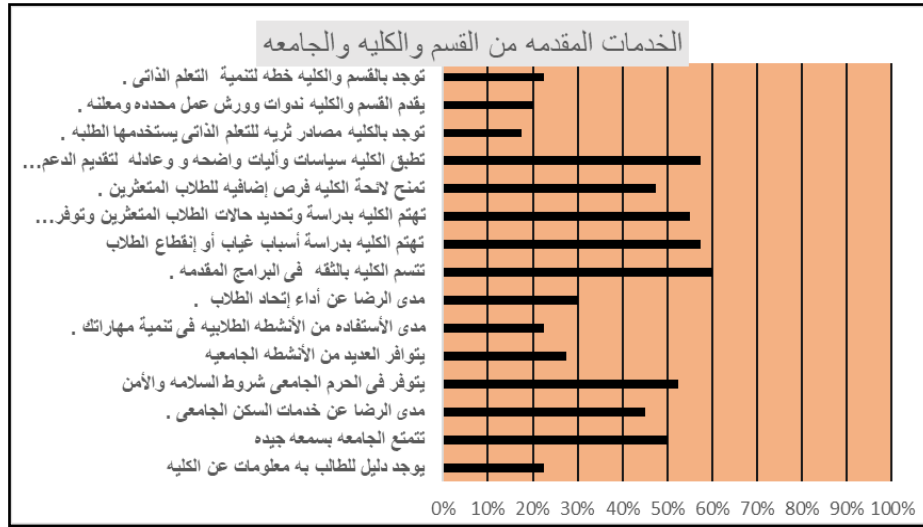 الخدمات المقدمه من القسم والكليه والجامعه
توجد بالقسم والكليه خطه لتنمية التعلم الذاتى .
يقدم القسم والكليه ندوات وورش عمل محدده ومعلنه .
توجد بالكليه مصادر ثريه للتعلم الذاتى يستخدمها الطلبه .
تطبق الكليه سياسات وأليات واضحه و وعادله لتقديم الدعم...
تمنح لائحة الكليه فرص إضافيه للطلاب المتعثرين .
تهتم الكليه بدراسة وتحديد حالات الطلاب المتعثرين وتوفر...
تهتم الكليه بدراسة أسباب غياب أو إنقطاع الطلاب
تتسم الكليه بالثقه فى البرامج المقدمه .
مدى الرضا عن أداء إتحاد الطلاب .
مدى الأستفاده من الأنشطه الطلابيه فى تنمية مهاراتك .
يتوافر العديد من الأنشطه الجامعيه
يتوفر فى الحرم الجامعى شروط السلامه والأمن
مدى الرضا عن خدمات السكن الجامعى .
تتمتع الجامعه بسمعه جيده
يوجد دليل للطالب به معلومات عن الكليه
0% 10% 20% 30% 40% 50% 60% 70% 80% 90% 100%